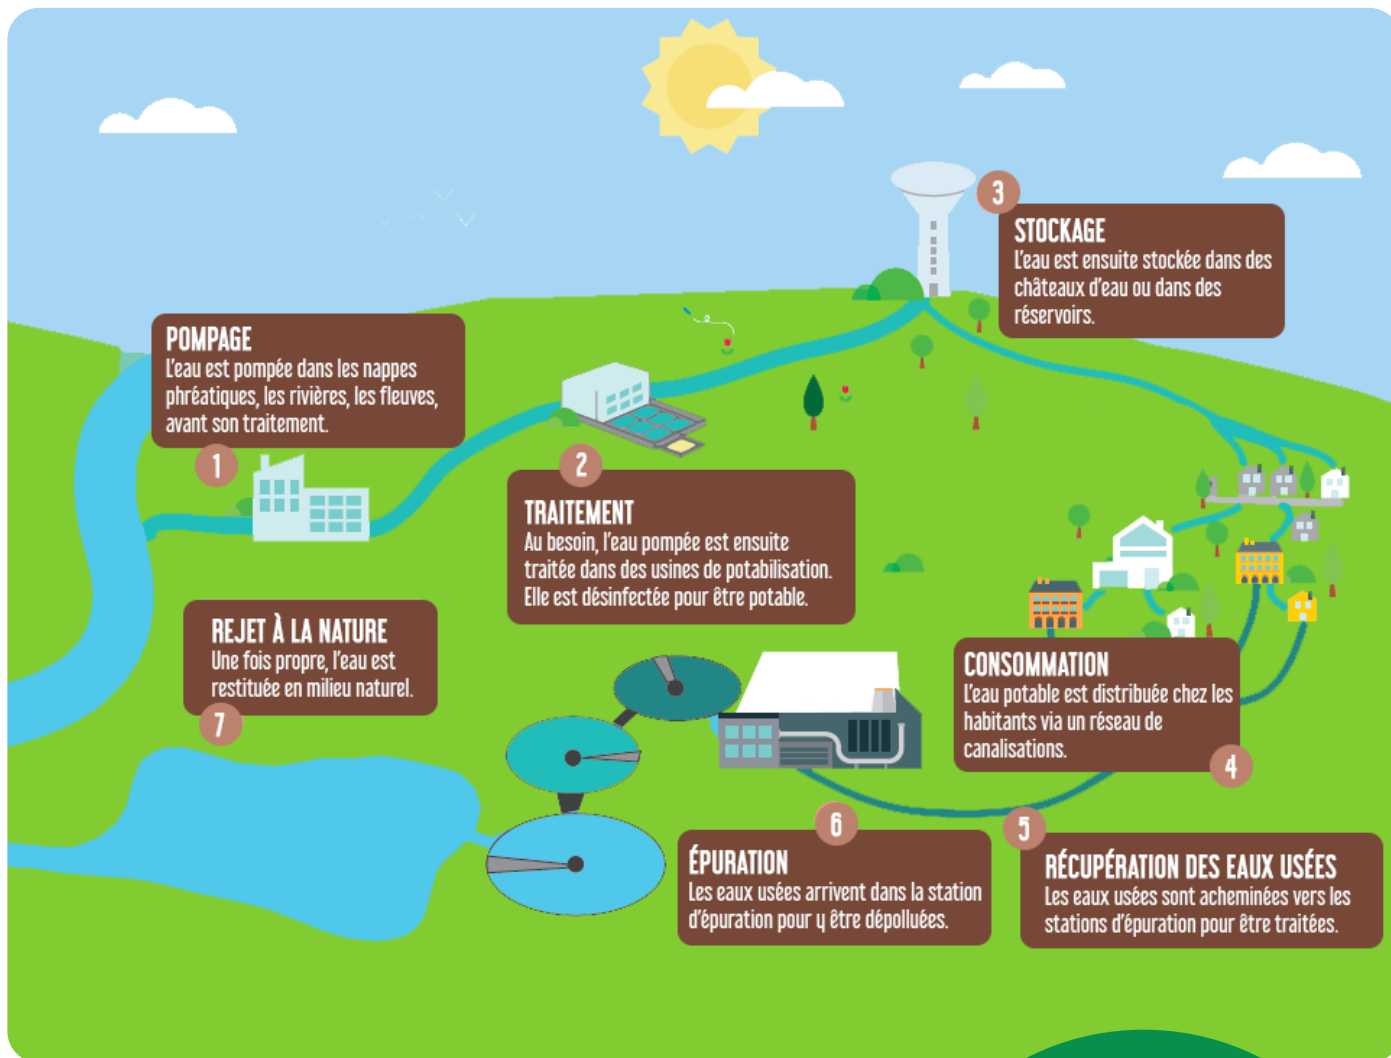 3
STOCKAGE
L'eau est ensuite stockée dans des
châteaux d'eau ou dans des
réservoirs.
POMPAGE
L'eau est pompée dans les nappes
phréatiques, les rivières, les fleuves,
avant son traitement.
1
2
TRAITEMENT
Au besoin, l'eau pompée est ensuite
traitée dans des usines de potabilisation.
Elle est désinfectée pour être potable.
REJET À LA NATURE
Une fois propre, l'eau est
restituée en milieu naturel.
7
CONSOMMATION
L'eau potable est distribuée chez les
habitants via un réseau de
canalisations.
4
6
ÉPURATION
Les eaux usées arrivent dans la station
d'épuration pour y être dépolluées.
5
RÉCUPÉRATION DES EAUX USÉES
Les eaux usées sont acheminées vers les
stations d'épuration pour être traitées.